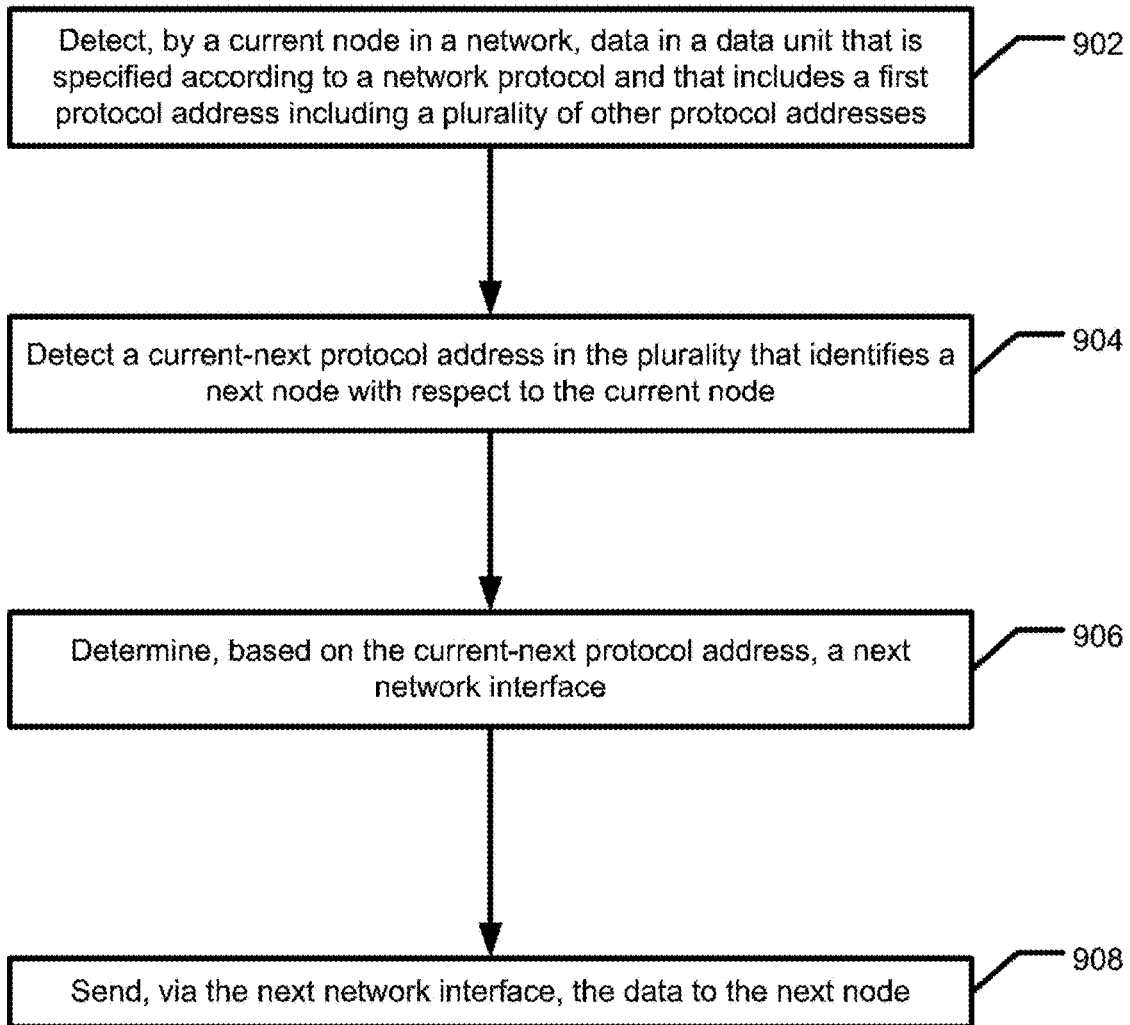 Detect, by a current node in a network, data in a data unit that is
specified according to a network protocol and that includes a first
protocol address including a plurality of other protocol addresses
902
Detect a current-next protocol address in the plurality that identifies a
next node with respect to the current node
904
Determine, based on the current-next protocol address, a next
network interface
906
Send, via the next network interface, the data to the next node
908